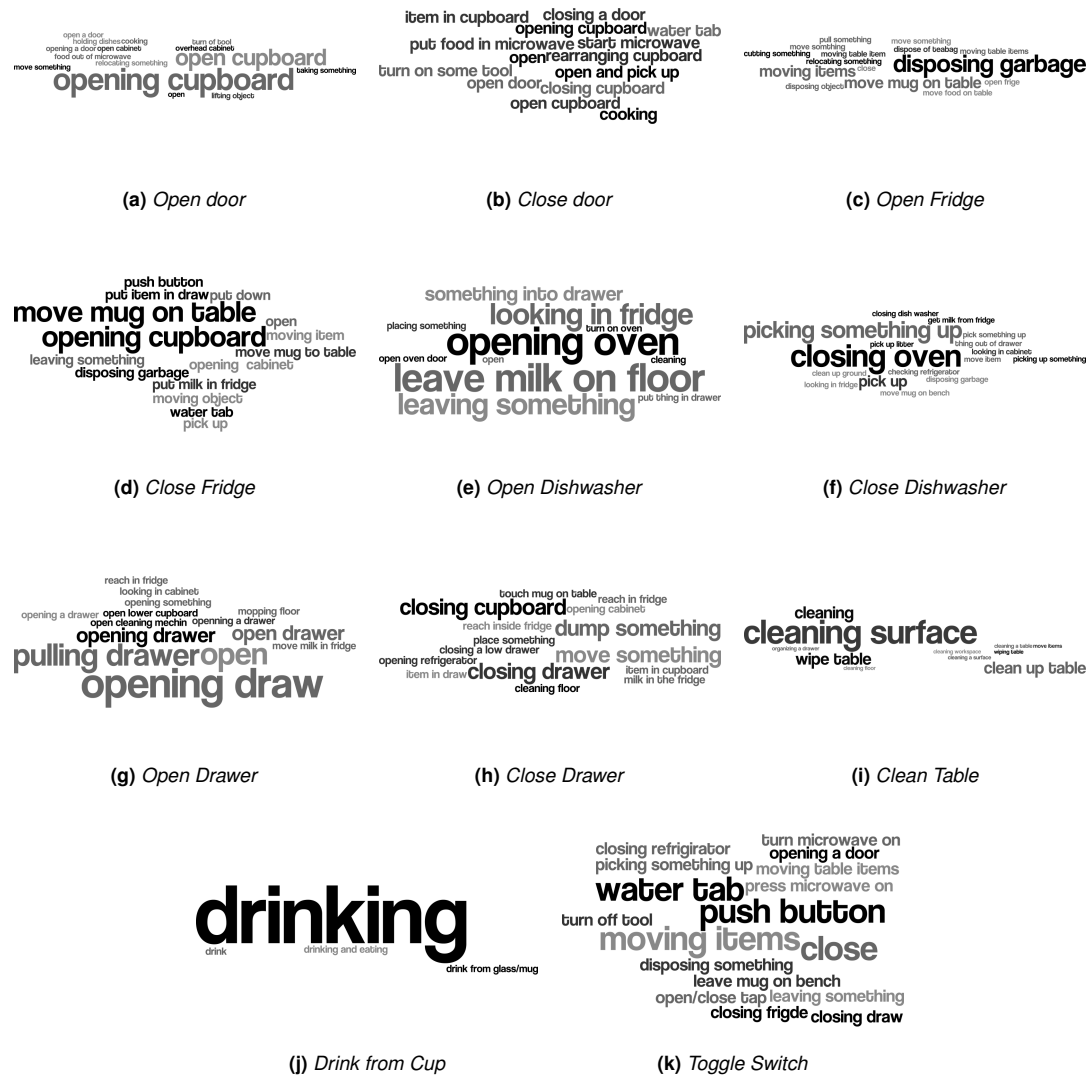 open a door
holding dishes cooking
turn of tool
opening a door open cabinet
overhead cabinet
food out of microwave
open cupboard
relocating something
move something
opening cupboard
taking something
open
lifting object
(a) Open door
item in cupboard
closing a door
opening cupboard water tab
put food in microwave start microwave
open rearranging cupboard
turn on some tool
open and pick up
open door closing cupboard
open cupboard
cooking
(b) Close door
pull something
move something
move somthing
dispose of teabag
cutting something
moving table item
moving table items
relocating something
disposing garbage
moving items
close
disposing object
move mug on table
open frige
move food on table
(c) Open Fridge
push button
put item in draw put down
move mug on table
open
opening cupboard moving item
move mug to table
leaving something
opening cabinet
disposing garbage
put milk in fridge
moving object
water tab
pick up
(d) Close Fridge
something into drawer
looking in fridge
placing something
turn on oven
opening oven
open oven door
open
cleaning
leave milk on floor
leaving something
put thing in drawer
(e) Open Dishwasher
closing dish washer
get milk from fridge
picking something up
pick something up
pick up litter
thing out of drawer
closing oven
looking in cabinet
move item
picking up something
clean up ground
checking refrigerator
looking in fridge
pick up
disposing garbage
move mug on bench
(f) Close Dishwasher
reach in fridge
looking in cabinet
opening something
opening a drawer
open lower cupboard
mopping floor
open cleaning mechin
openning a drawer
opening drawer
open drawer
move milk in fridge
pulling drawer open
opening draw
(g) Open Drawer
touch mug on table
reach in fridge
closing cupboard opening cabinet
reach inside fridge
dump something
place something
closing a low drawer
move something
opening refrigerator
item in draw
closing drawer
item in cupboard
milk in the fridge
cleaning floor
(h) Close Drawer
cleaning
cleaning surface
organizing a drawer
cleaning a table move items
cleaning workspace
wiping table
wipe table
cleaning a surface
cleaning floor
clean up table
(i) Clean Table
drinking
drink
drinking and eating
drink from glass/mug
(j) Drink from Cup
turn microwave on
closing refrigirator
opening a door
picking something up
moving table items
water tab
press microwave on
turn off tool
push button
moving items
close
disposing something
leave mug on bench
open/close tap leaving something
closing frigde closing draw
(k) Toggle Switch